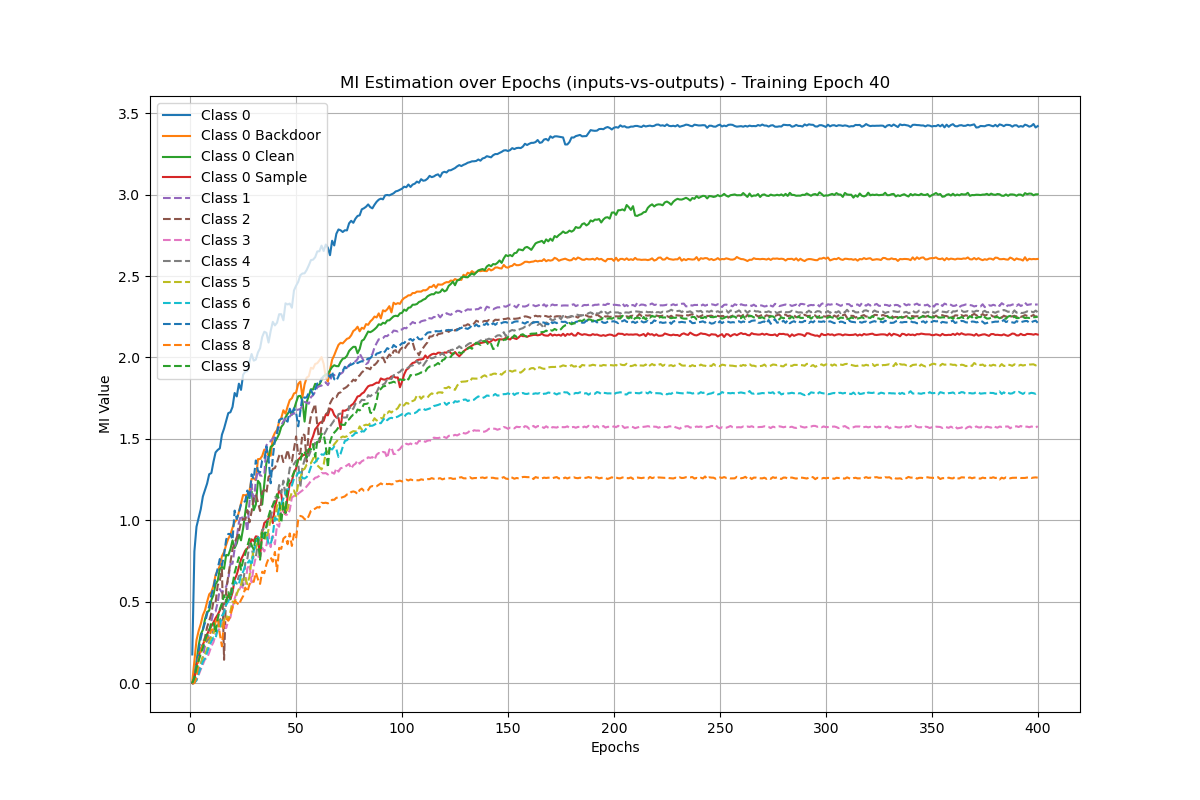 MI Estimation over Epochs (inputs-vs-outputs) - Training Epoch 40
MI Value
3.5
3.0
2.5
2.0
1.5
1.0
0.5
0.0
Class 0
Class 0 Backdoor
Class 0 Clean
Class 0 Sample
Class 1
Class 2
Class 3
Class 4
Class 5
Class 6
Class 7
Class 8
Class 9
0 50 100 150 200 250 300 350 400
Epochs